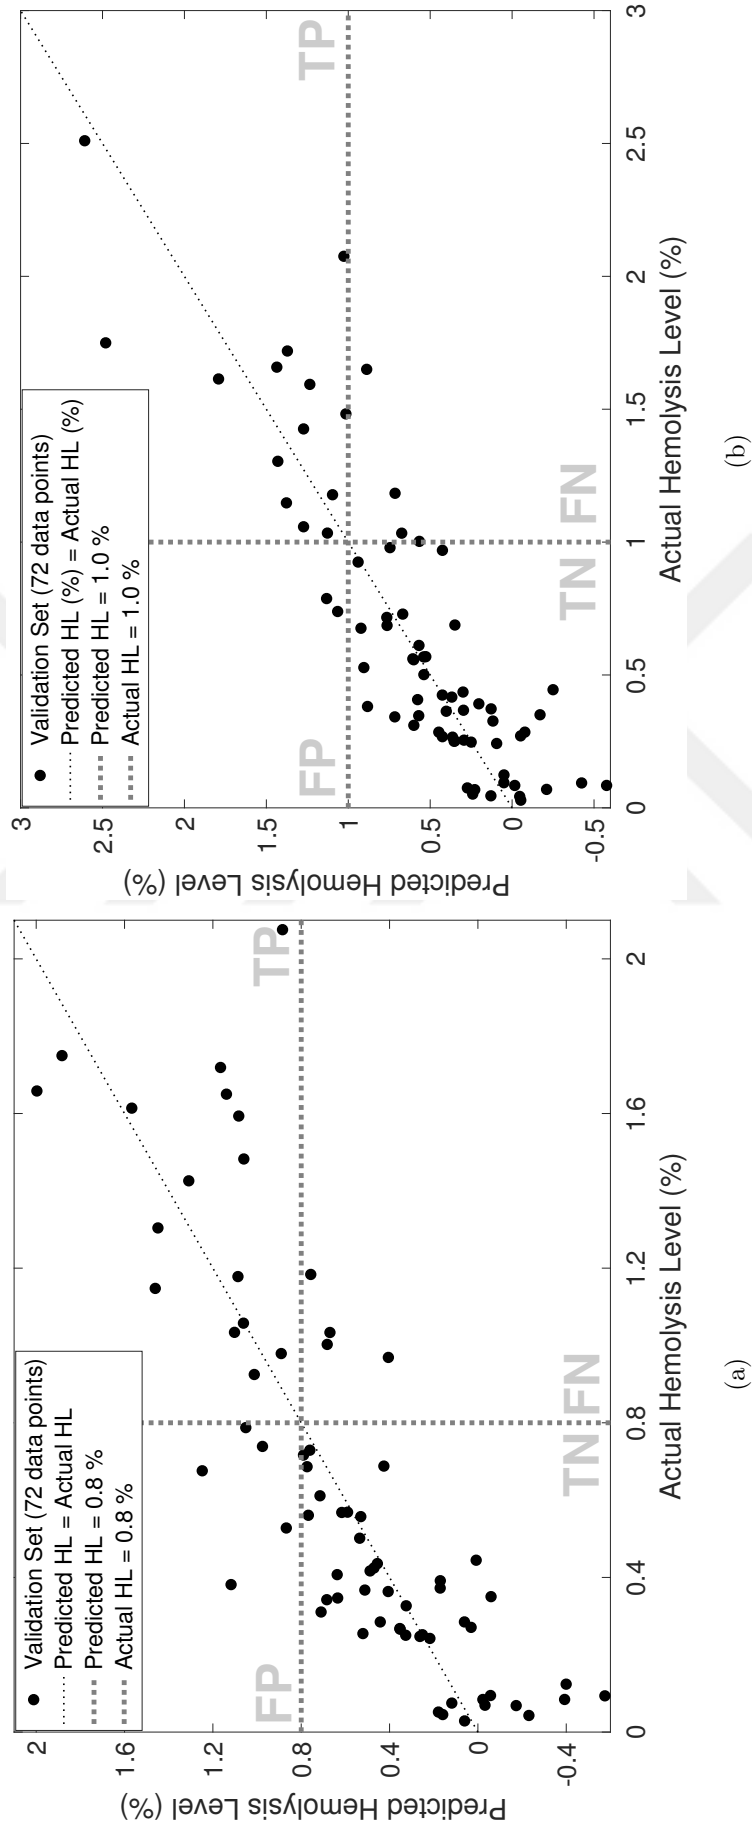 2
1.6
1.2
0.8
0.4
0
-0.4
Predicted Hemolysis Level (%)
0
0.4
0.8
1.2
1.6
2
Actual Hemolysis Level (%)
Validation Set (72 data points)
Predicted HL = Actual HL
Predicted HL = 0.8 %
Actual HL = 0.8 %
FP
TP
TN
FN
(a)
3
2.5
2
1.5
1
0.5
0
-0.5
Predicted Hemolysis Level (%)
0
0.5
1
1.5
2
2.5
3
Actual Hemolysis Level (%)
Validation Set (72 data points)
Predicted HL (%) = Actual HL (%)
Predicted HL = 1.0 %
Actual HL = 1.0 %
FP
TP
TN
FN
(b)